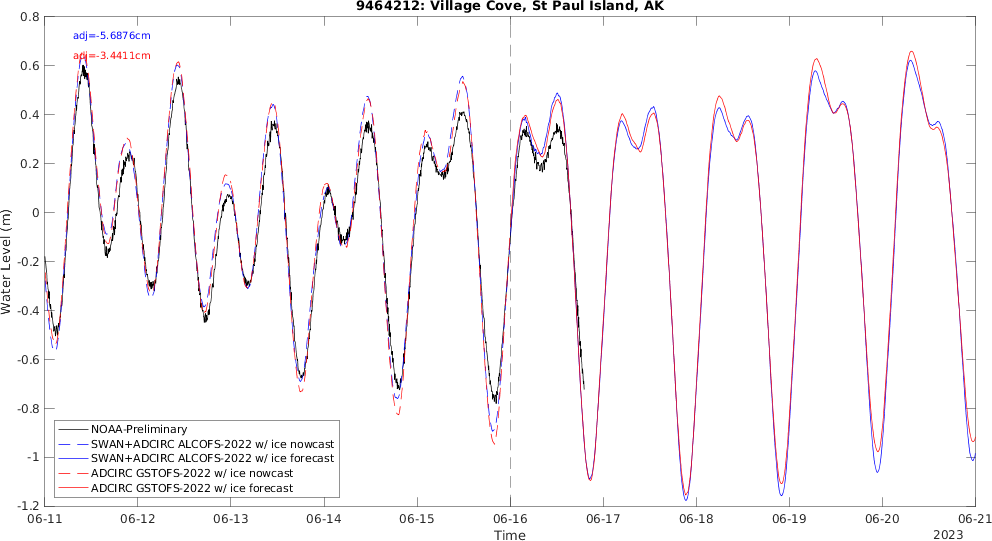 9464212: Village Cove, St Paul Island, AK
adj=-5.6876cm
adj=-3.4411cm
0.8
0.6
0.4
0.2
0
-0.2
-0.4
-0.6
-0.8
-1
-1.2
Water Level (m)
NOAA-Preliminary
SWAN+ADCIRC ALCOFS-2022 w/ ice nowcast
SWAN+ADCIRC ALCOFS-2022 w/ ice forecast
ADCIRC GSTOFS-2022 w/ ice nowcast
ADCIRC GSTOFS-2022 w/ ice forecast
06-11 06-12 06-13 06-14 06-15 06-16 06-17 06-18 06-19 06-20 06-21
Time
2023